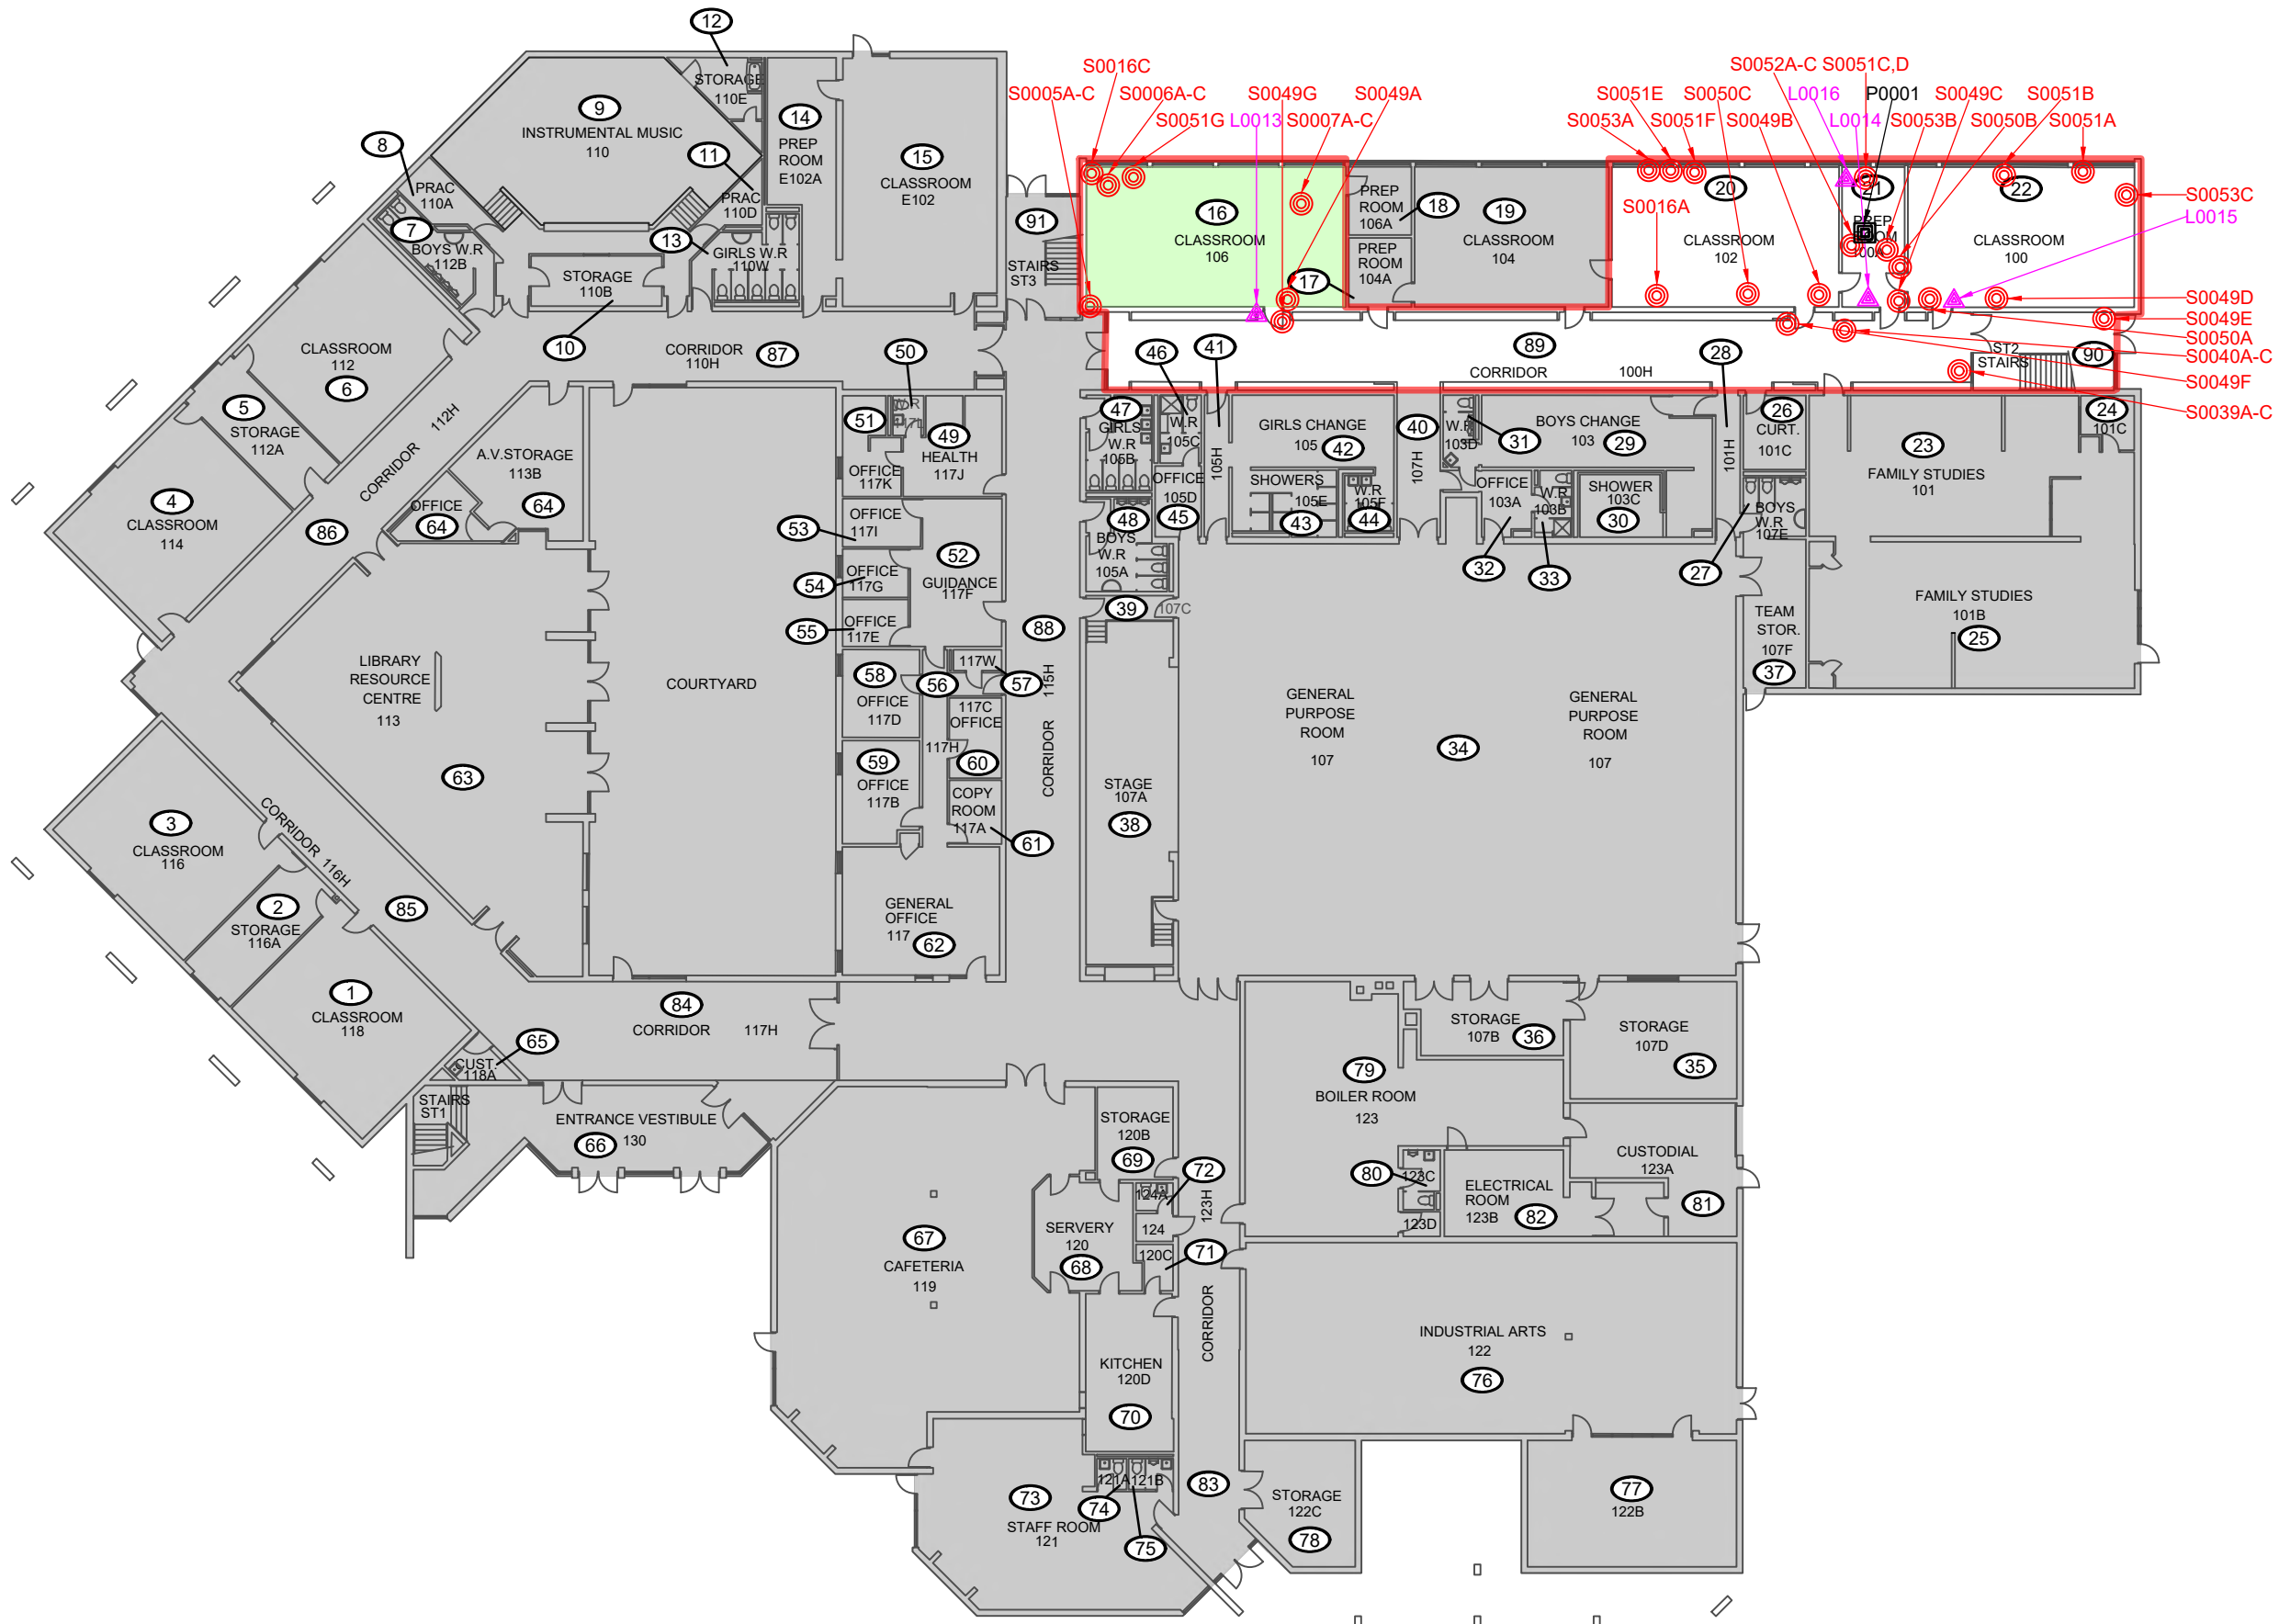 12
S0016C
S0052A-C S0051C,D
S0005A-C
S0006A-C
S0049G
S0049A
S0051E
S0050C
L0016
P0001
S0049C
S0051B
S0051G
L0013
S0007A-C
S0053A
S0051F
S0049B
L0014
S0053B
S0050B
S0051A
STORAGE
110E
9
INSTRUMENTAL MUSIC
110
14
PREP
ROOM
E102A
8
11
15
CLASSROOM
E102
PRAC
110A
PRAC
110D
7
BOYS W.R
112B
13
GIRLS W.R
110W
STORAGE
110B
10
91
STAIRS
ST3
16
CLASSROOM
106
PREP
ROOM
106A
18
PREP
ROOM
104A
17
19
CLASSROOM
104
20
S0016A
CLASSROOM
102
21
PREP
22
CLASSROOM
100
S0053C
L0015
S0049D
S0049E
S0050A
S0040A-C
S0049F
S0039A-C
CLASSROOM
112
6
CORRIDOR
110H
87
50
46
41
89
CORRIDOR
100H
28
ST2
STAIRS
90
5
STORAGE
112A
CORRIDOR
112H
A.V.STORAGE
113B
64
OFFICE
64
4
CLASSROOM
114
86
51
W.R
49
HEALTH
117J
OFFICE
117K
47
GIRLS
W.R
105B
W.R
105C
105H
OFFICE
105D
45
GIRLS CHANGE
105
42
SHOWERS
105E
43
W.R
105F
44
40
107H
W.R
103D
31
BOYS CHANGE
103
29
OFFICE
103A
W.R
103B
SHOWER
103C
30
32
33
101H
26
CURT.
101C
27
BOYS
W.R
107E
23
FAMILY STUDIES
101
24
101C
53
OFFICE
117I
52
GUIDANCE
117F
54
OFFICE
117G
55
OFFICE
117E
48
BOYS
W.R
105A
39
107C
88
FAMILY STUDIES
101B
25
TEAM
STOR.
107F
37
LIBRARY
RESOURCE
CENTRE
113
63
COURTYARD
58
OFFICE
117D
56
117W
57
115H
117C
OFFICE
60
117H
59
OFFICE
117B
COPY
ROOM
117A
61
CORRIDOR
GENERAL
PURPOSE
ROOM
107
GENERAL
PURPOSE
ROOM
107
34
STAGE
107A
38
3
CLASSROOM
116
CORRIDOR
116H
2
STORAGE
116A
85
GENERAL
OFFICE
117
62
1
CLASSROOM
118
84
CORRIDOR
117H
65
CUST.
118A
STAIRS
ST1
ENTRANCE VESTIBULE
130
66
STORAGE
107B
36
STORAGE
107D
35
79
BOILER ROOM
123
STORAGE
120B
69
72
124A
124
123H
SERVERY
120
68
120C
71
67
CAFETERIA
119
80
123C
123D
ELECTRICAL
ROOM
123B
82
CUSTODIAL
123A
81
CORRIDOR
INDUSTRIAL ARTS
122
76
KITCHEN
120D
70
73
STAFF ROOM
121
121A
121B
74
75
83
STORAGE
122C
78
77
122B